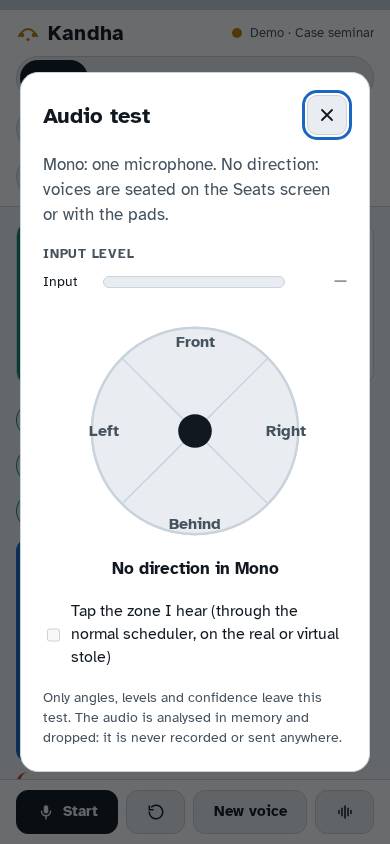 Kandha
Demo · Case seminar
Audio test
Mono: one microphone. No direction:
voices are seated on the Seats screen
or with the pads.
INPUT LEVEL
Input —
Front
Left
Right
Behind
No direction in Mono
Tap the zone I hear (through the
normal scheduler, on the real or virtual
stole)
Only angles, levels and confidence leave this
test. The audio is analysed in memory and
dropped: it is never recorded or sent anywhere.
Start
New voice